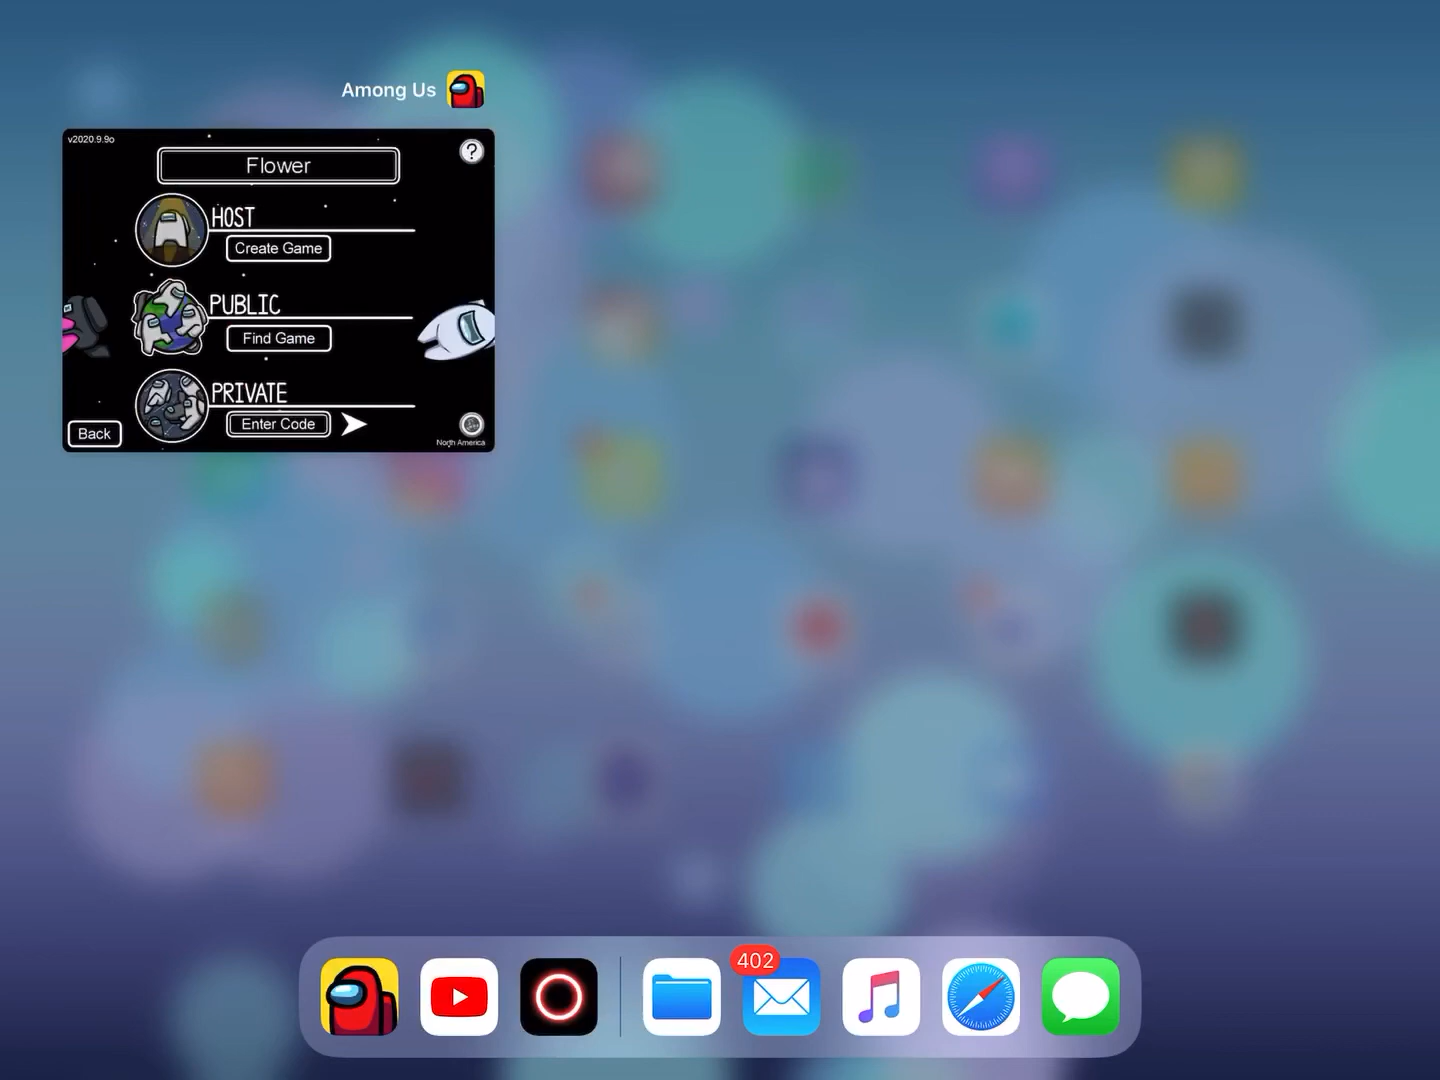 Among Us
v2020.9.9o
?
Flower
HOST
Create Game
PUBLIC
Find Game
PRIVATE
Enter Code
Back
North America
402